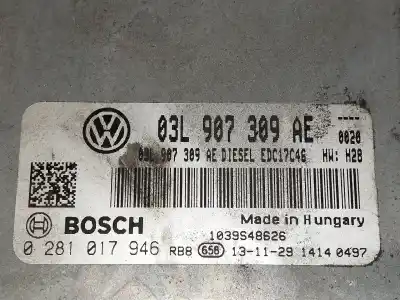 03L 907 309 AE ----
0020
03L 907 309 AE DIESEL EDC17C46 HW: H28
BOSCH
Made in Hungary
1039S48626
0 281 017 946 RB8 656 13-11-29 1414 0497